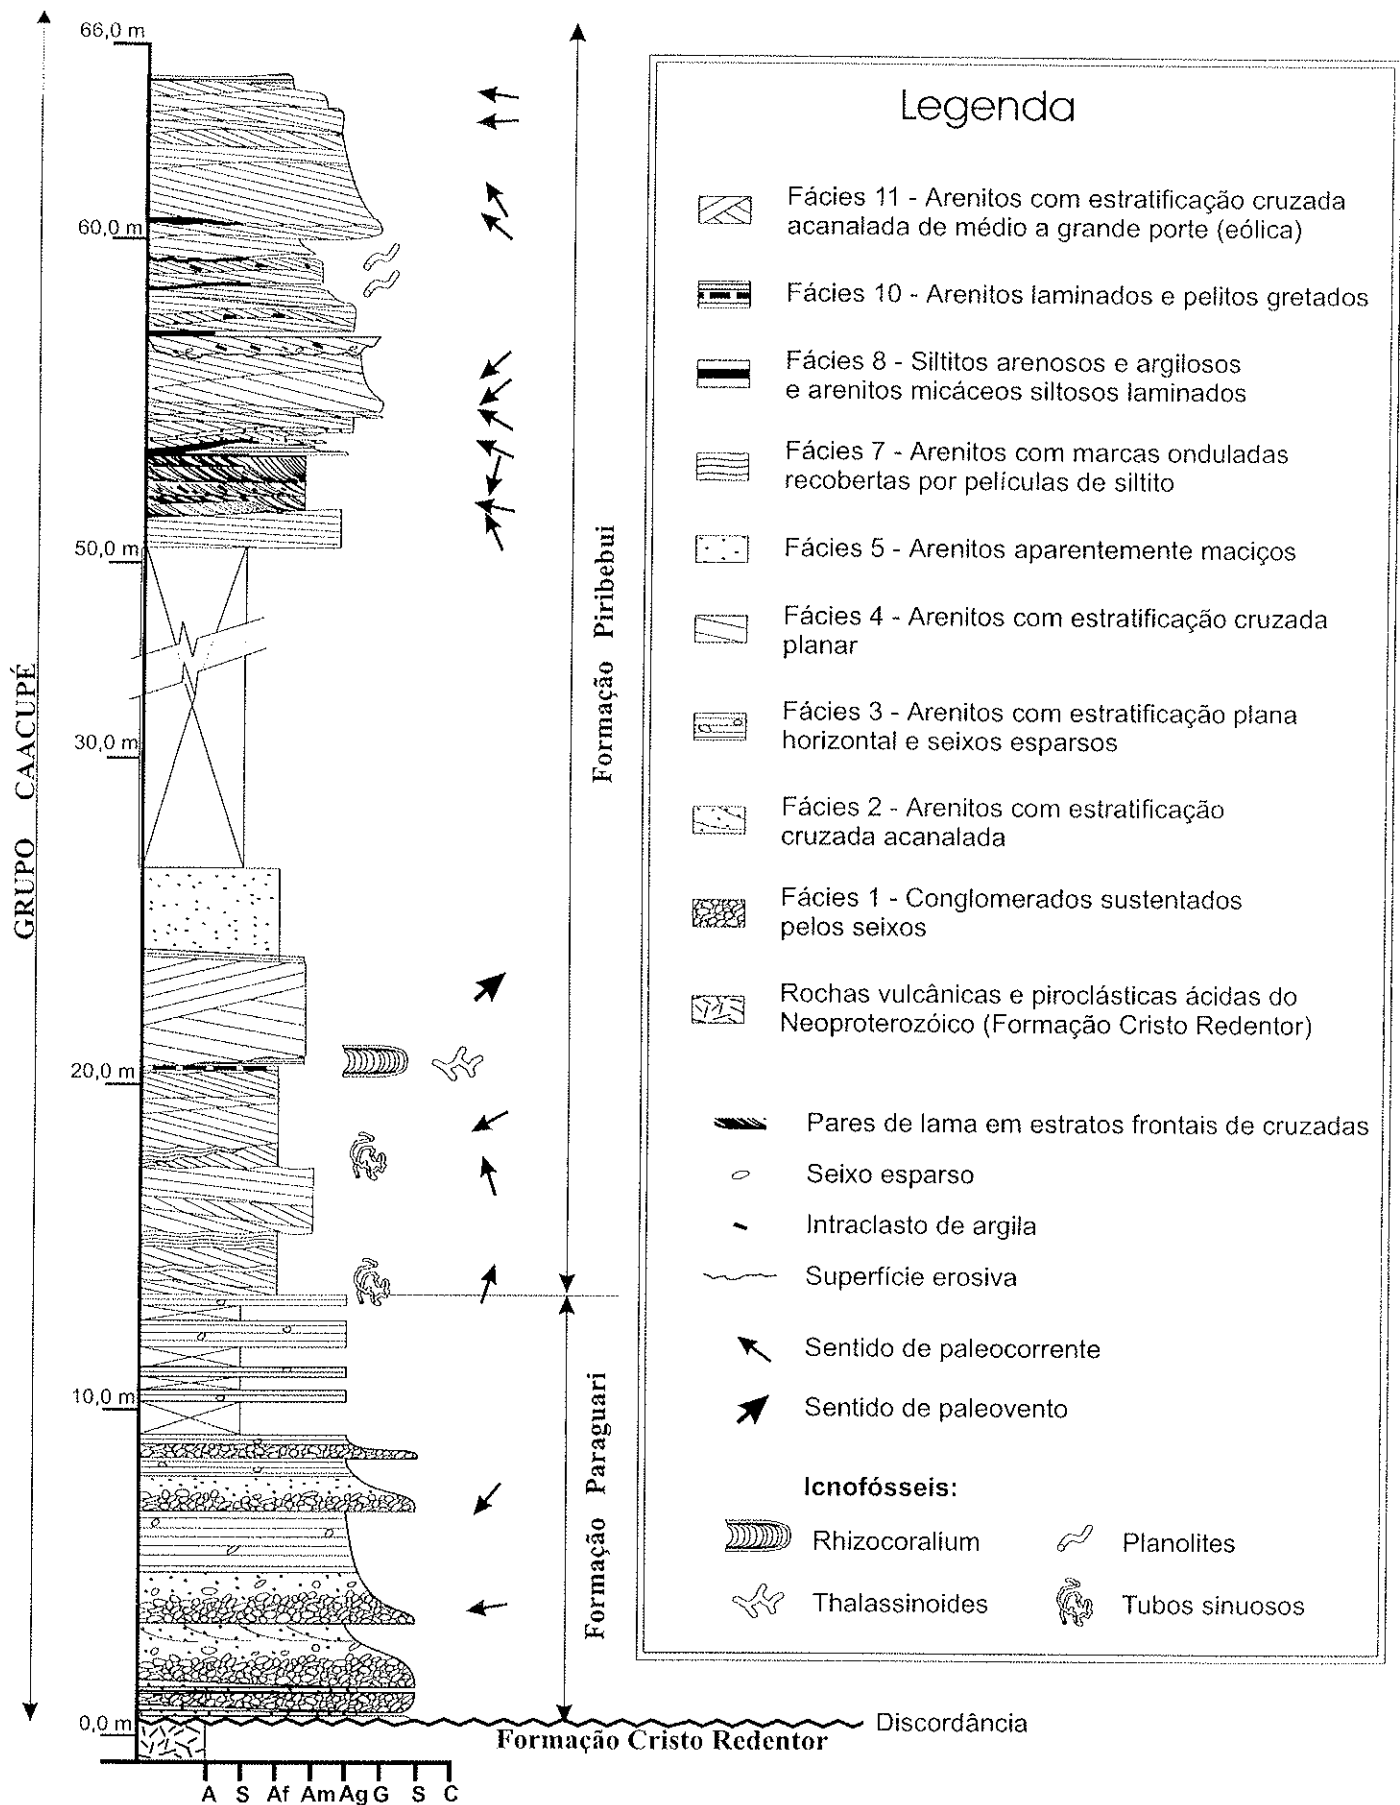 66,0 m
60,0 m
50,0 m
30,0 m
20,0 m
10,0 m
0,0 m
GRUPO CAACUPÉ
Formação Piribebui
Formação Paraguari
Discordância
Formação Cristo Redentor
A S Af Am Ag G S C
Legenda
Fácies 11 - Arenitos com estratificação cruzada
acanalada de médio a grande porte (eólica)
Fácies 10 - Arenitos laminados e pelitos gretados
Fácies 8 - Siltitos arenosos e argilosos
e arenitos micáceos siltosos laminados
Fácies 7 - Arenitos com marcas onduladas
recobertas por películas de siltito
Fácies 5 - Arenitos aparentemente maciços
Fácies 4 - Arenitos com estratificação cruzada
planar
Fácies 3 - Arenitos com estratificação plana
horizontal e seixos esparsos
Fácies 2 - Arenitos com estratificação
cruzada acanalada
Fácies 1 - Conglomerados sustentados
pelos seixos
Rochas vulcânicas e piroclásticas ácidas do
Neoproterozóico (Formação Cristo Redentor)
Pares de lama em estratos frontais de cruzadas
Seixo esparso
Intraclasto de argila
Superfície erosiva
Sentido de paleocorrente
Sentido de paleovento
Icnofósseis:
Rhizocoralium
Planolites
Thalassinoides
Tubos sinuosos